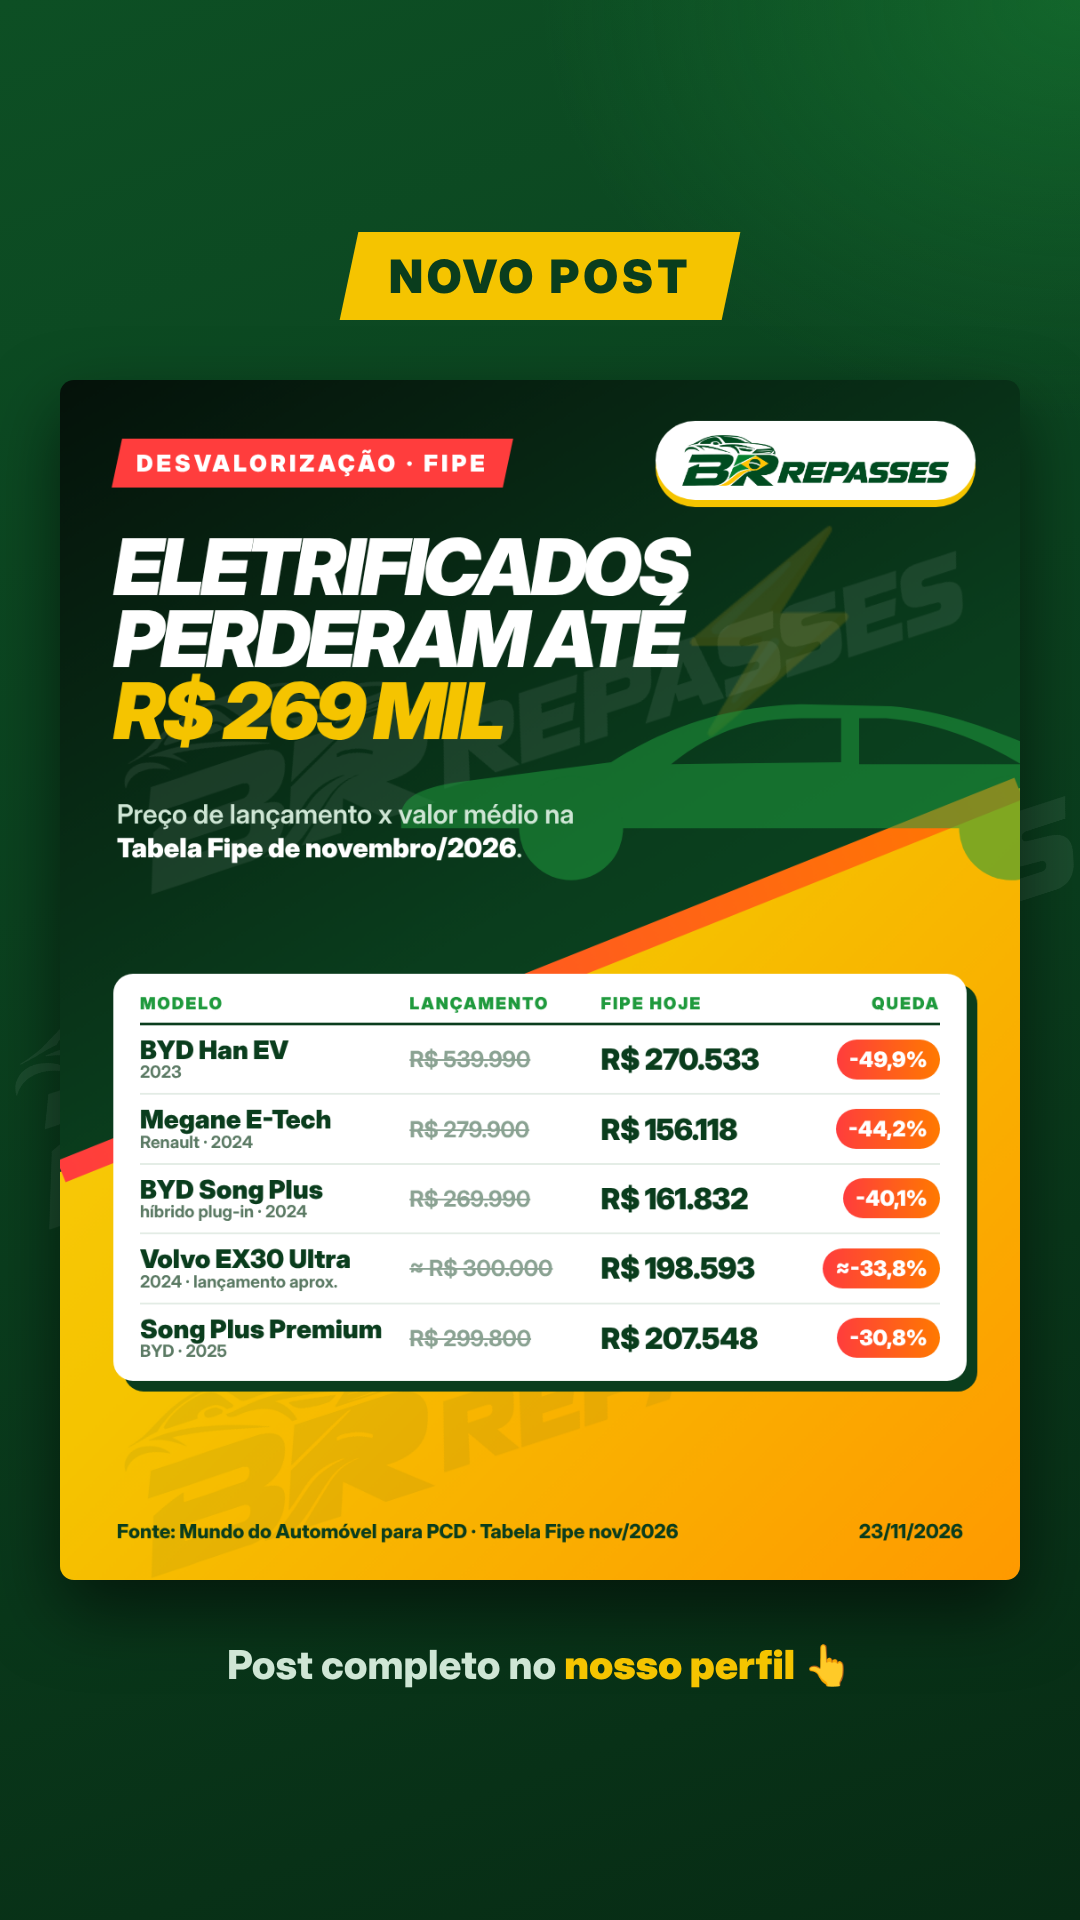 NOVO POST
DESVALORIZAÇÃO · FIPE
BR REPASSES
ELETRIFICADOS
PERDERAM ATÉ
R$ 269 MIL
BR REPASSES
Preço de lançamento x valor médio na
Tabela Fipe de novembro/2026.
MODELO LANÇAMENTO FIPE HOJE QUEDA
BYD Han EV R$ 539.990 R$ 270.533 -49,9%
2023
Megane E-Tech R$ 279.900 R$ 156.118 -44,2%
Renault · 2024
BYD Song Plus R$ 269.990 R$ 161.832 -40,1%
híbrido plug-in · 2024
Volvo EX30 Ultra ≈ R$ 300.000 R$ 198.593 ≈-33,8%
2024 · lançamento aprox.
Song Plus Premium R$ 299.800 R$ 207.548 -30,8%
BYD · 2025
BR REPA
Fonte: Mundo do Automóvel para PCD · Tabela Fipe nov/2026 23/11/2026
Post completo no nosso perfil 👆